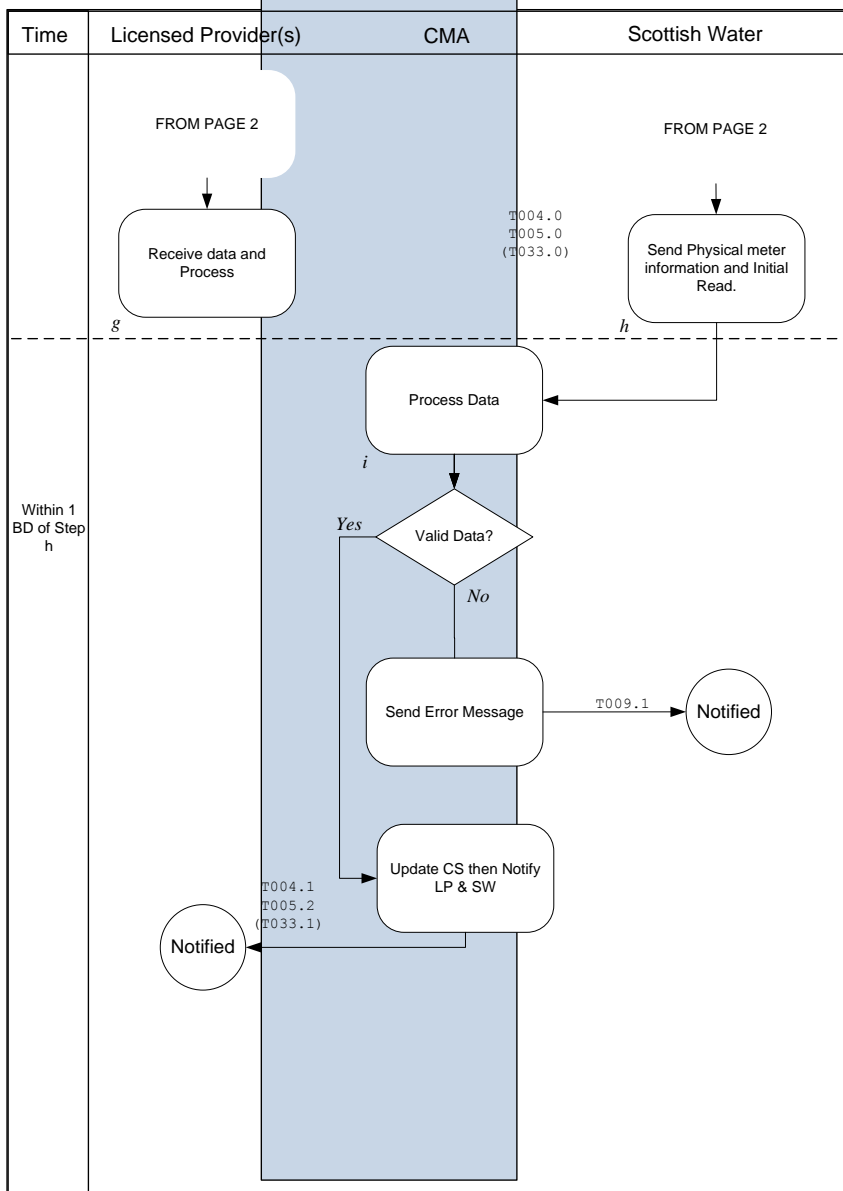 Time
Licensed Provider(s)
CMA
Scottish Water
FROM PAGE 2
FROM PAGE 2
Receive data and
Process
g
T004.0
T005.0
(T033.0)
Send Physical meter
information and Initial
Read.
h
Within 1
BD of Step
h
Process Data
i
Valid Data?
Yes
No
Send Error Message
T009.1
Notified
Update CS then Notify
LP & SW
T004.1
T005.2
(T033.1)
Notified